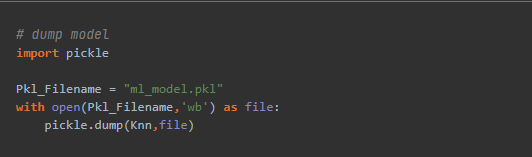 # dump model
import pickle
Pkl_Filename = "ml_model.pkl"
with open(Pkl_Filename,'wb') as file:
    pickle.dump(Knn,file)